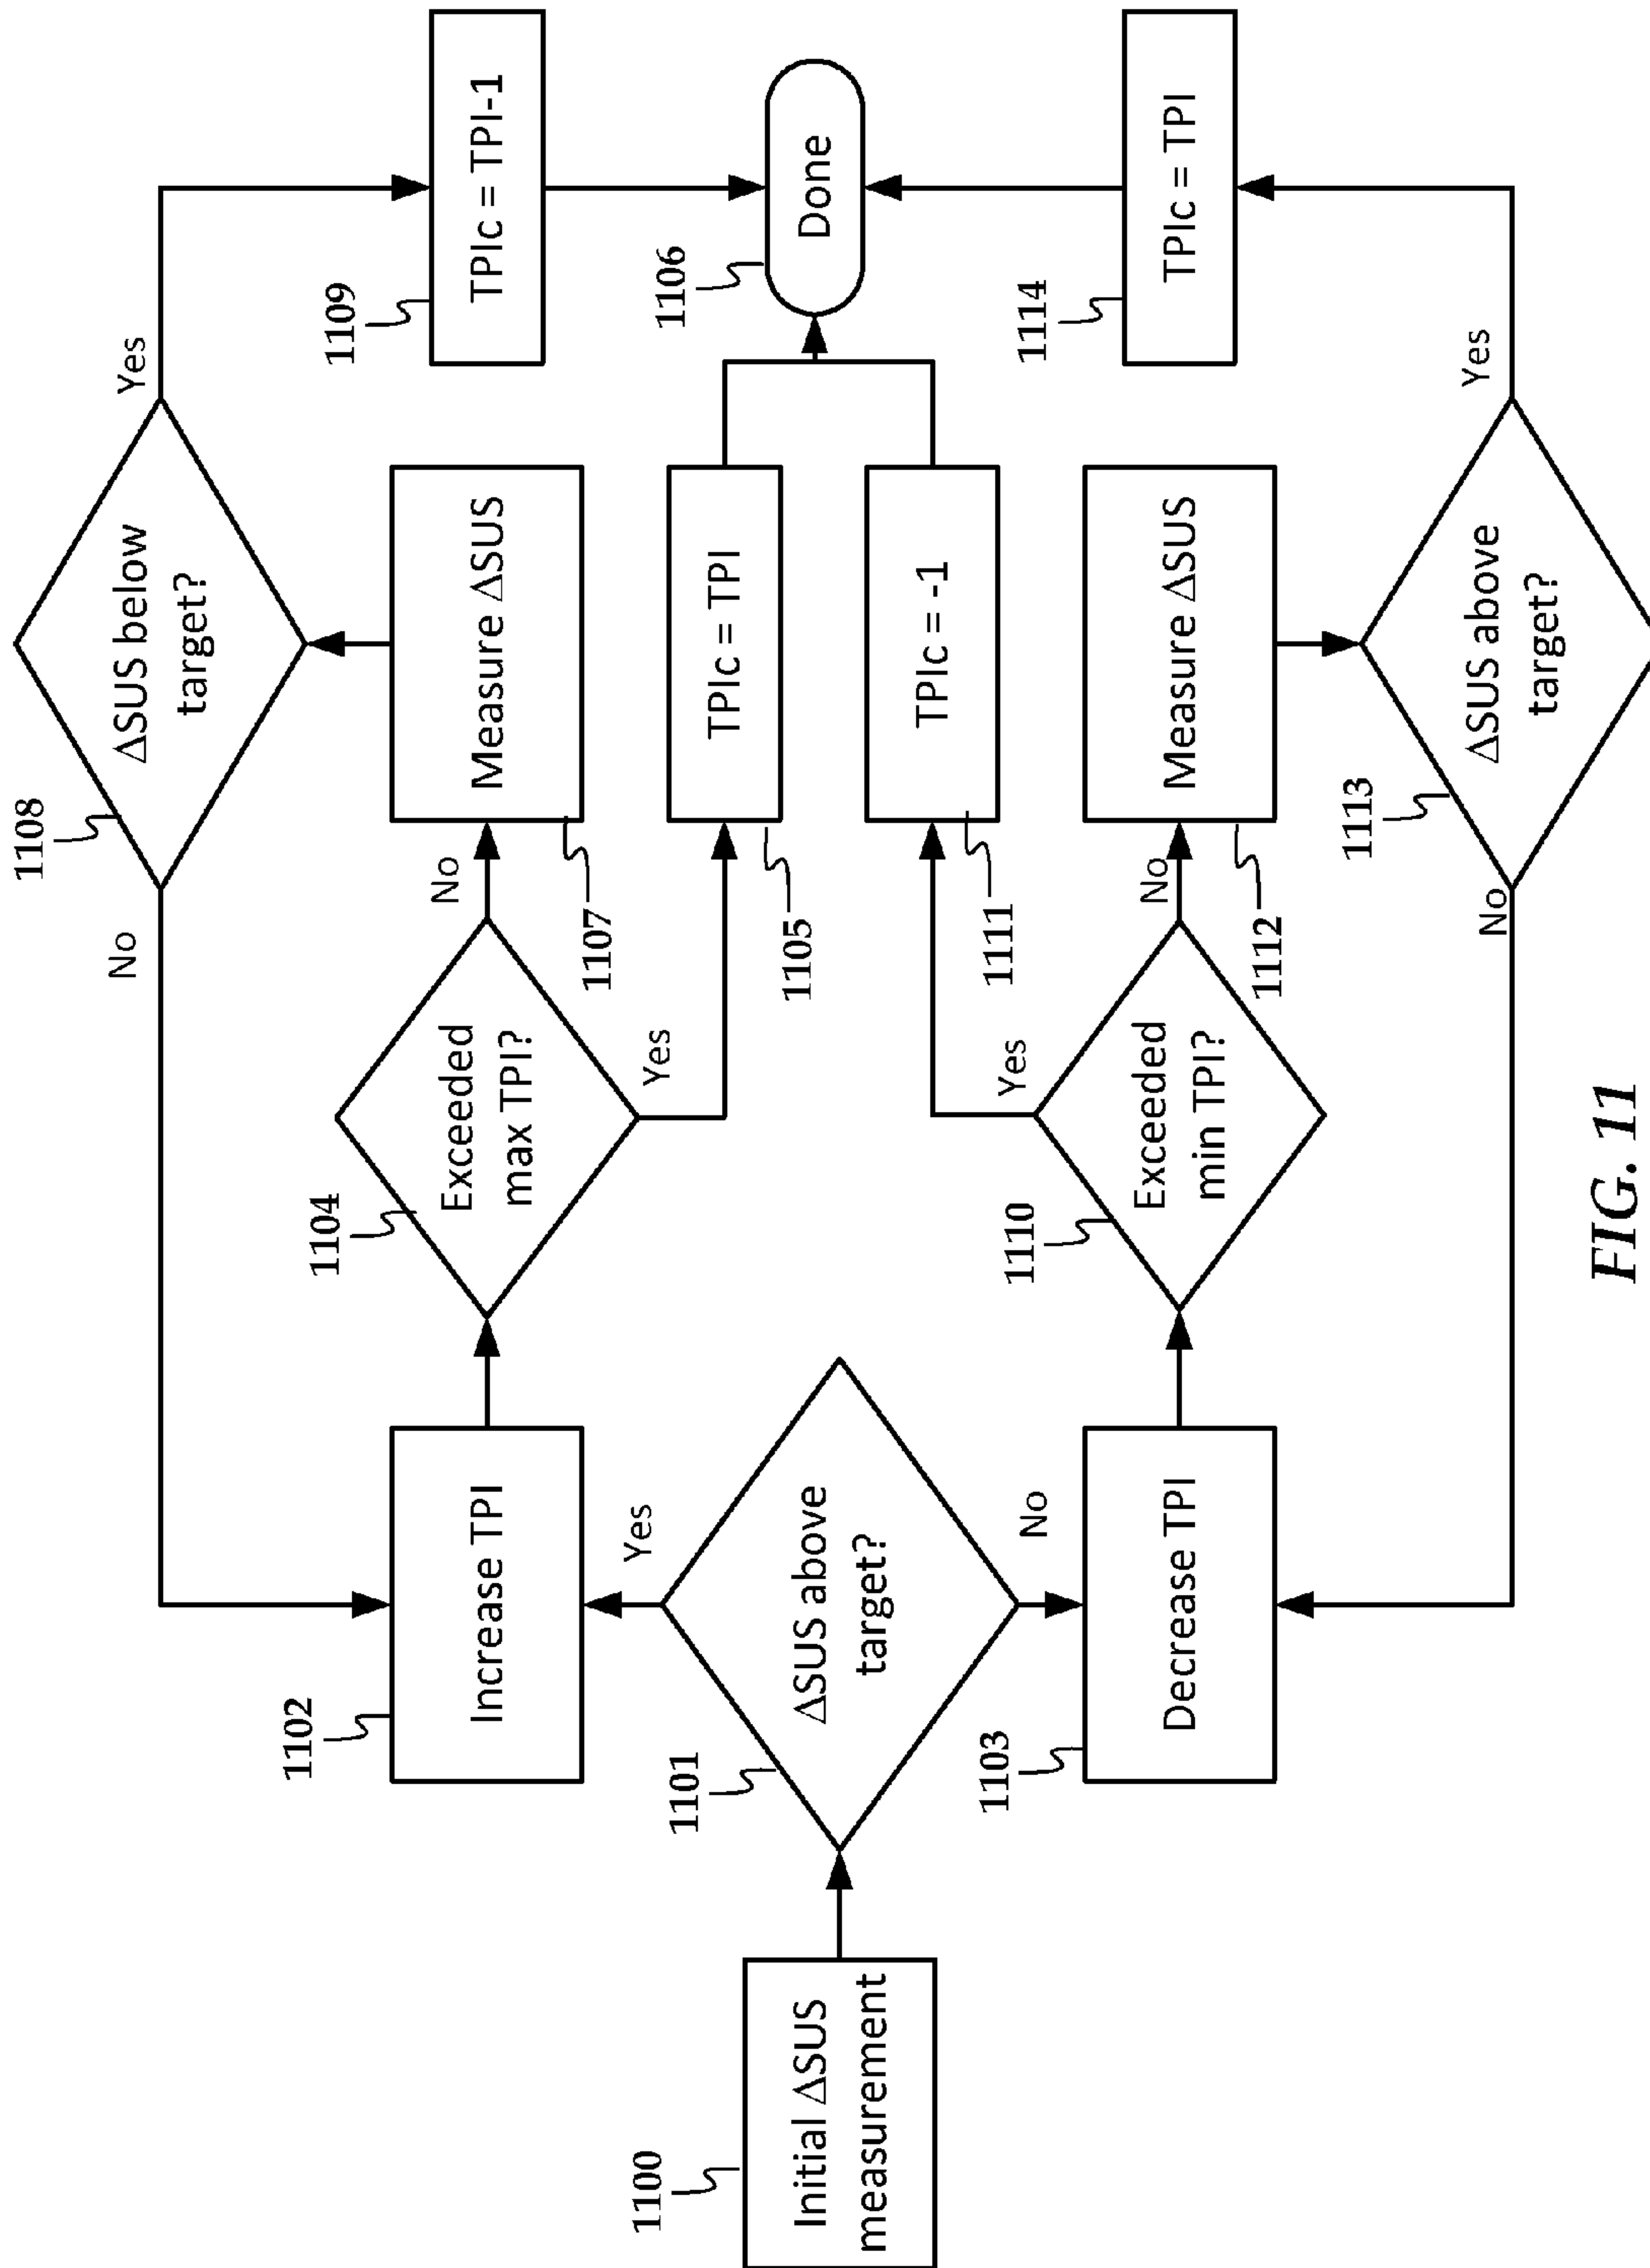 1100
Initial ΔSUS
measurement
1101
ΔSUS above
target?
Yes
No
1102
Increase TPI
1103
Decrease TPI
1104
Exceeded
max TPI?
No
Yes
1105
TPIc = TPI
1106
Done
1107
Measure ΔSUS
1108
ΔSUS below
target?
No
Yes
1109
TPIc = TPI-1
1110
Exceeded
min TPI?
Yes
No
1111
TPIc = -1
1112
Measure ΔSUS
1113
ΔSUS above
target?
No
Yes
1114
TPIc = TPI
FIG. 11